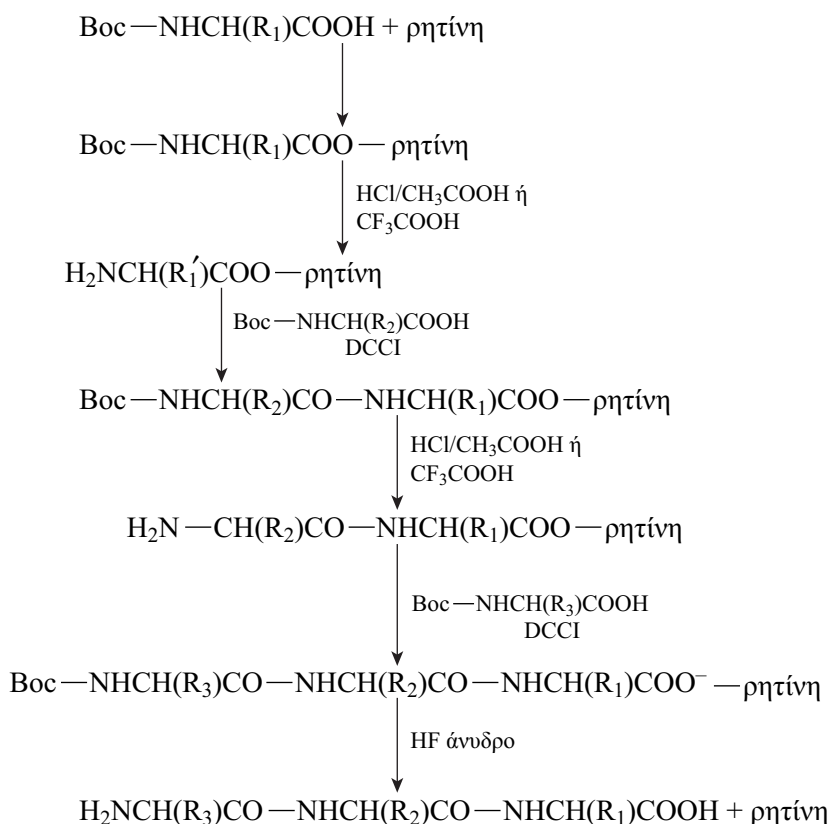 Boc—NHCH(R₁)COOH + ρητίνη
Boc—NHCH(R₁)COO—ρητίνη
HCl/CH₃COOH ή
CF₃COOH
H₂NCH(R₁′)COO—ρητίνη
Boc—NHCH(R₂)COOH
DCCI
Boc—NHCH(R₂)CO—NHCH(R₁)COO—ρητίνη
HCl/CH₃COOH ή
CF₃COOH
H₂N—CH(R₂)CO—NHCH(R₁)COO—ρητίνη
Boc—NHCH(R₃)COOH
DCCI
Boc—NHCH(R₃)CO—NHCH(R₂)CO—NHCH(R₁)COO⁻—ρητίνη
HF άνυδρο
H₂NCH(R₃)CO—NHCH(R₂)CO—NHCH(R₁)COOH + ρητίνη